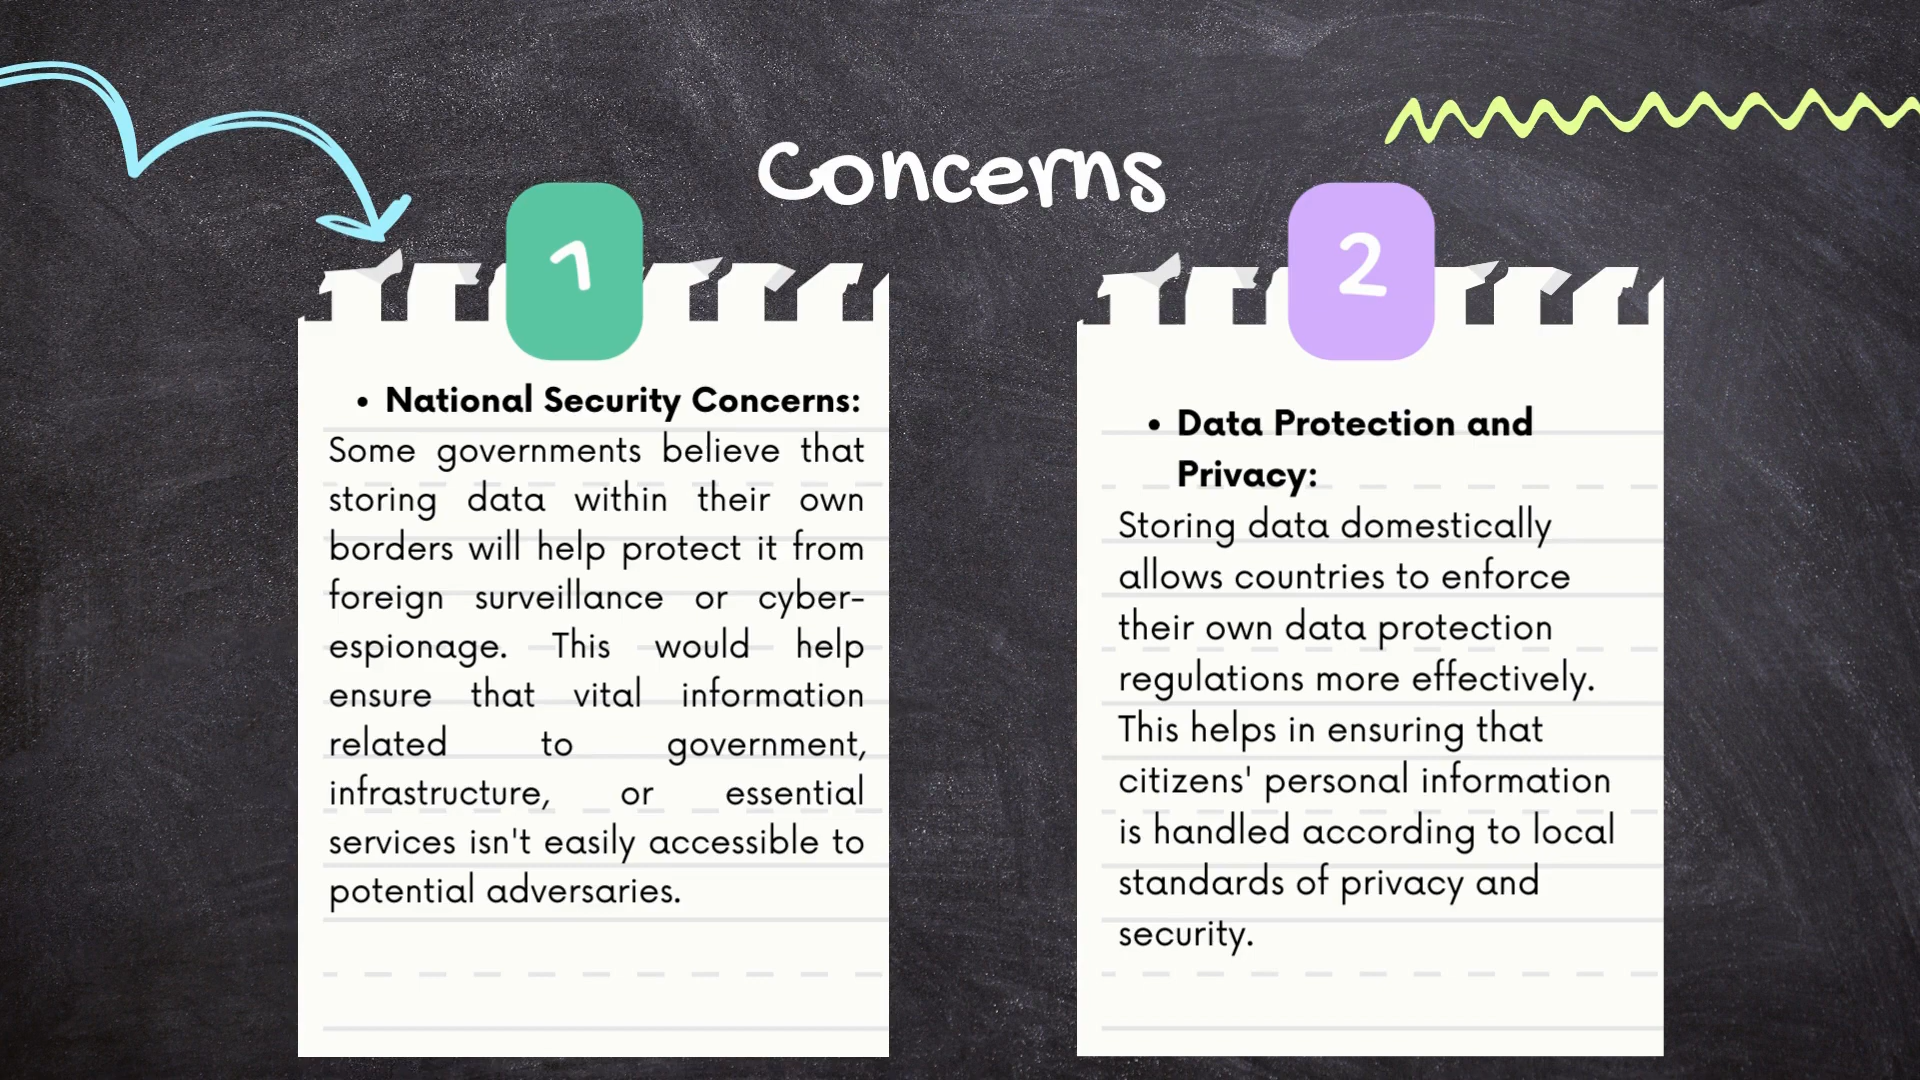 Concerns
1
• National Security Concerns:
Some governments believe that
storing data within their own
borders will help protect it from
foreign surveillance or cyber-
espionage. This would help
ensure that vital information
related to government,
infrastructure, or essential
services isn't easily accessible to
potential adversaries.
2
• Data Protection and
Privacy:
Storing data domestically
allows countries to enforce
their own data protection
regulations more effectively.
This helps in ensuring that
citizens' personal information
is handled according to local
standards of privacy and
security.